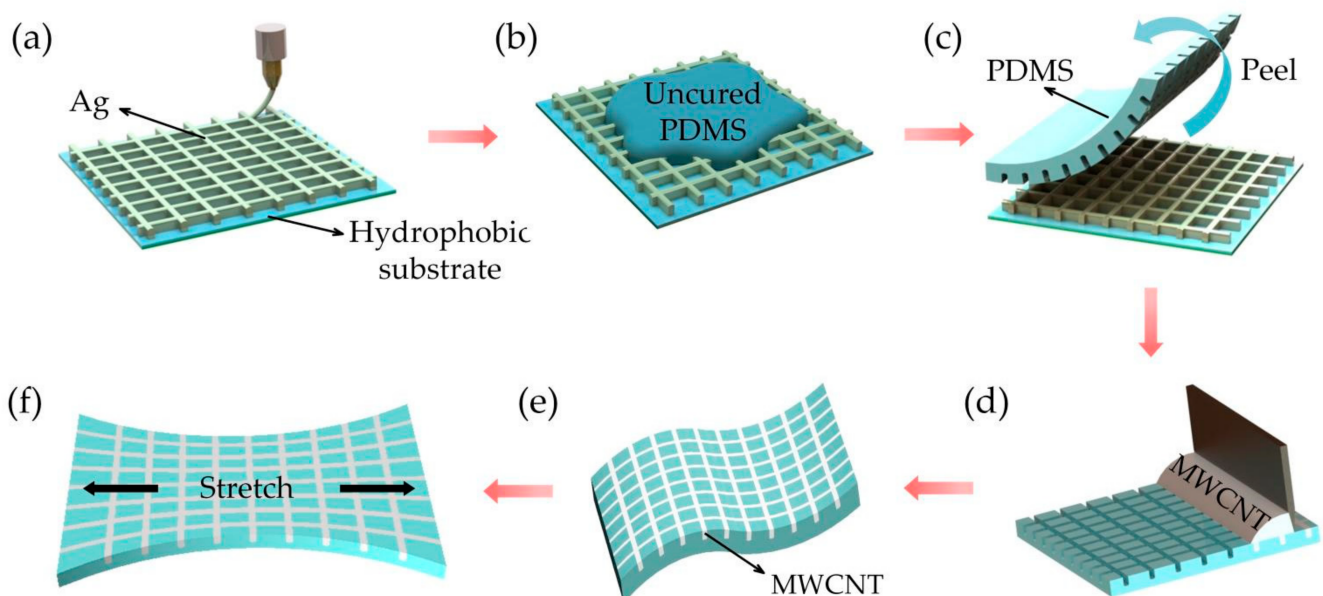 (a)
Ag
Hydrophobic
substrate
(b)
Uncured
PDMS
(c)
PDMS
Peel
(f)
Stretch
(e)
MWCNT
(d)
MWCNT